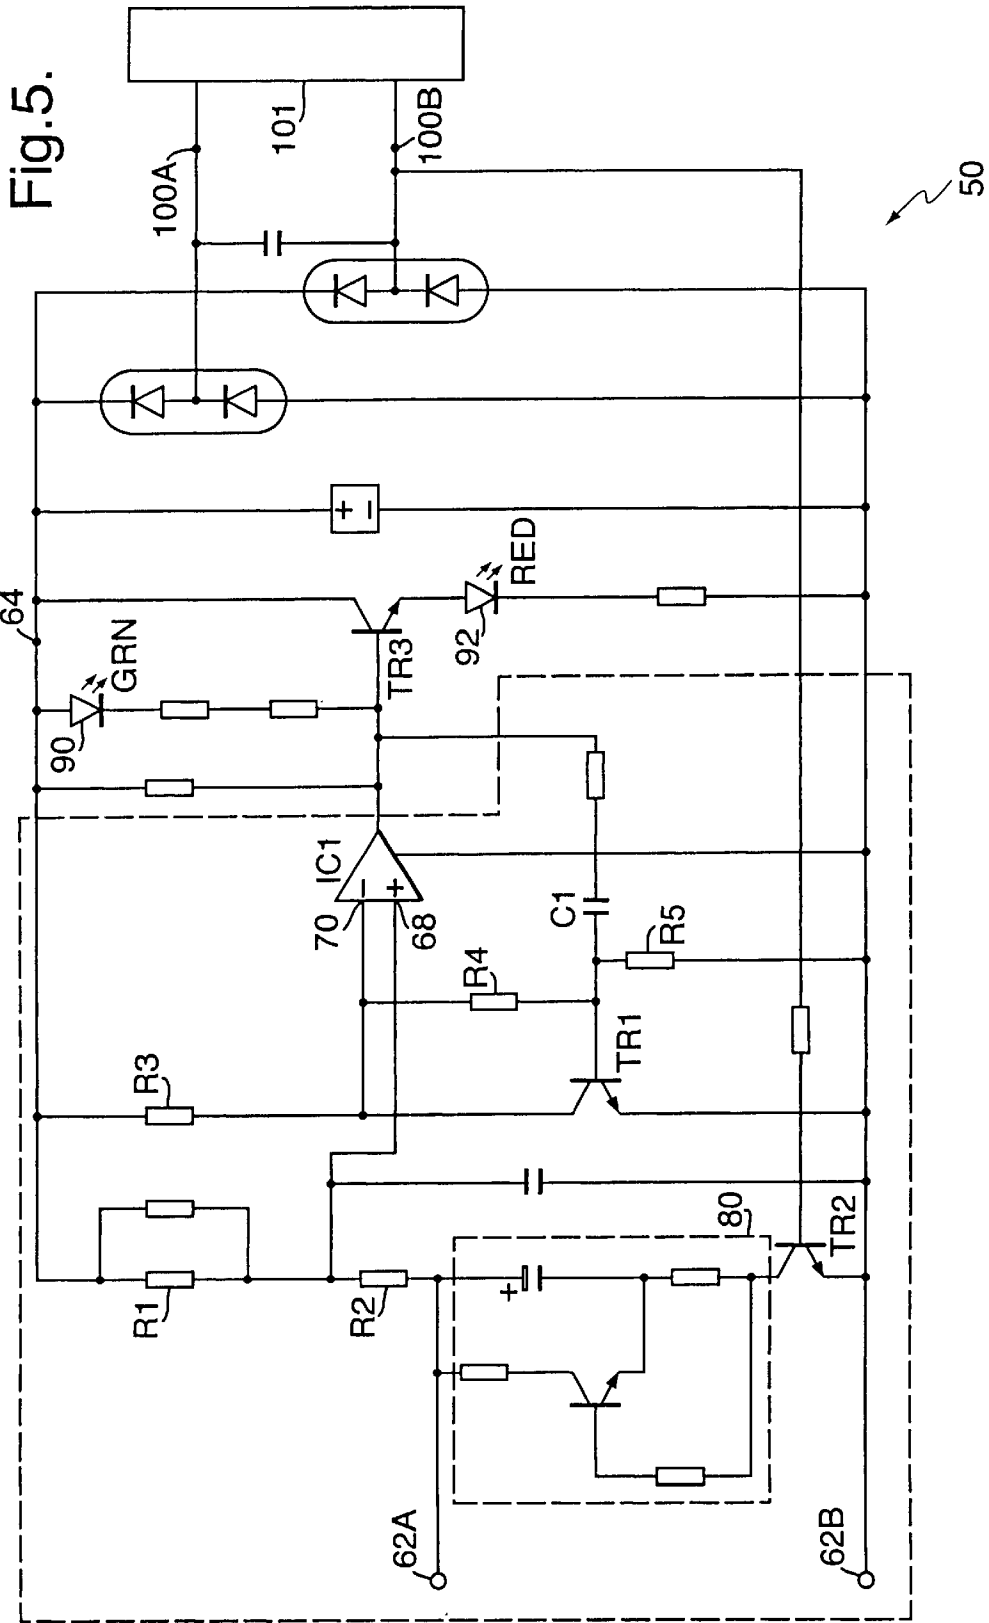 Fig.5.
100A
101
100B
50
64
GRN
90
RED
92
TR3
+
−
IC1
−
+
70
68
C1
R4
R5
R3
TR1
R1
R2
+
80
TR2
62A
62B